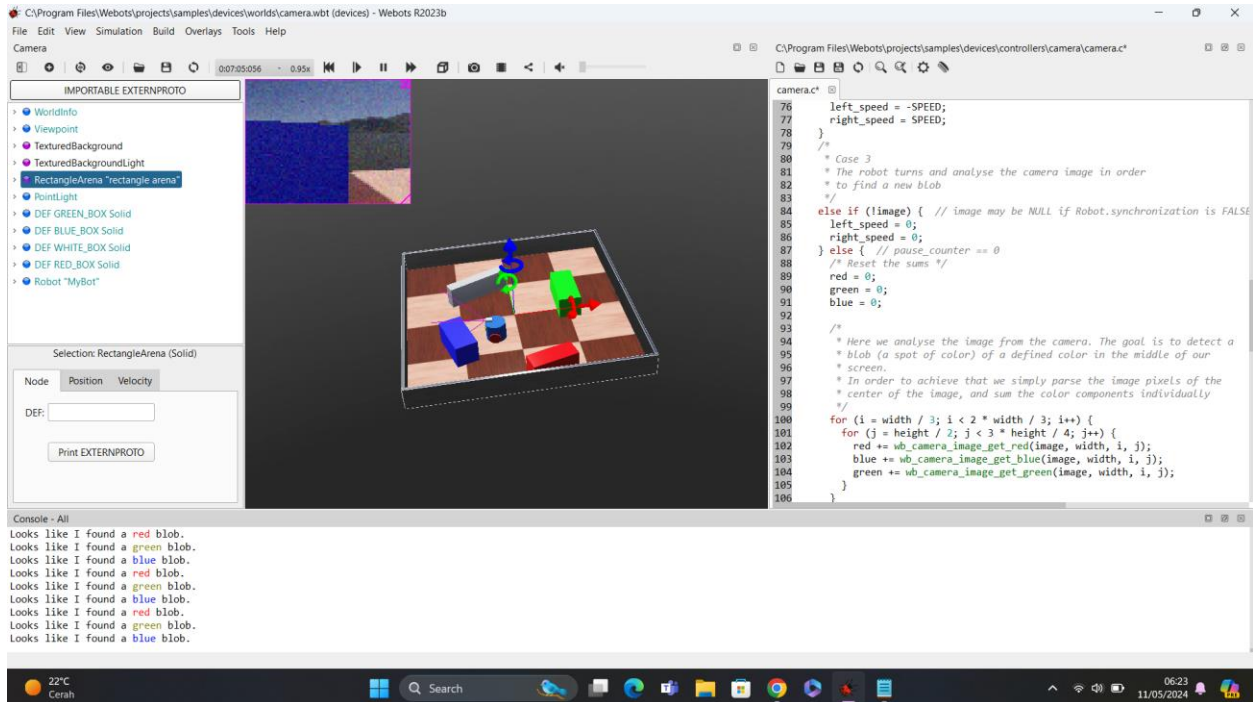 C:\Program Files\Webots\projects\samples\devices\worlds\camera.wbt (devices) - Webots R2023b
File Edit View Simulation Build Overlays Tools Help
Camera
0:07:05:056 - 0.95x
IMPORTABLE EXTERNPROTO
WorldInfo
Viewpoint
TexturedBackground
TexturedBackgroundLight
RectangleArena "rectangle arena"
PointLight
DEF GREEN_BOX Solid
DEF BLUE_BOX Solid
DEF WHITE_BOX Solid
DEF RED_BOX Solid
Robot "MyBot"
Selection: RectangleArena (Solid)
Node Position Velocity
DEF:
Print EXTERNPROTO
C:\Program Files\Webots\projects\samples\devices\controllers\camera\camera.c*
camera.c*
76 left_speed = -SPEED;
77 right_speed = SPEED;
78 }
79 /*
80 * Case 3
81 * The robot turns and analyse the camera image in order
82 * to find a new blob
83 */
84 else if (!image) { // image may be NULL if Robot.synchronization is FALSE
85 left_speed = 0;
86 right_speed = 0;
87 } else { // pause_counter == 0
88 /* Reset the sums */
89 red = 0;
90 green = 0;
91 blue = 0;
92
93 /*
94 * Here we analyse the image from the camera. The goal is to detect a
95 * blob (a spot of color) of a defined color in the middle of our
96 * screen.
97 * In order to achieve that we simply parse the image pixels of the
98 * center of the image, and sum the color components individually
99 */
100 for (i = width / 3; i < 2 * width / 3; i++) {
101 for (j = height / 2; j < 3 * height / 4; j++) {
102 red += wb_camera_image_get_red(image, width, i, j);
103 blue += wb_camera_image_get_blue(image, width, i, j);
104 green += wb_camera_image_get_green(image, width, i, j);
105 }
106 }
Console - All
Looks like I found a red blob.
Looks like I found a green blob.
Looks like I found a blue blob.
Looks like I found a red blob.
Looks like I found a green blob.
Looks like I found a blue blob.
Looks like I found a red blob.
Looks like I found a green blob.
Looks like I found a blue blob.
22°C
Cerah
Search
06:23
11/05/2024